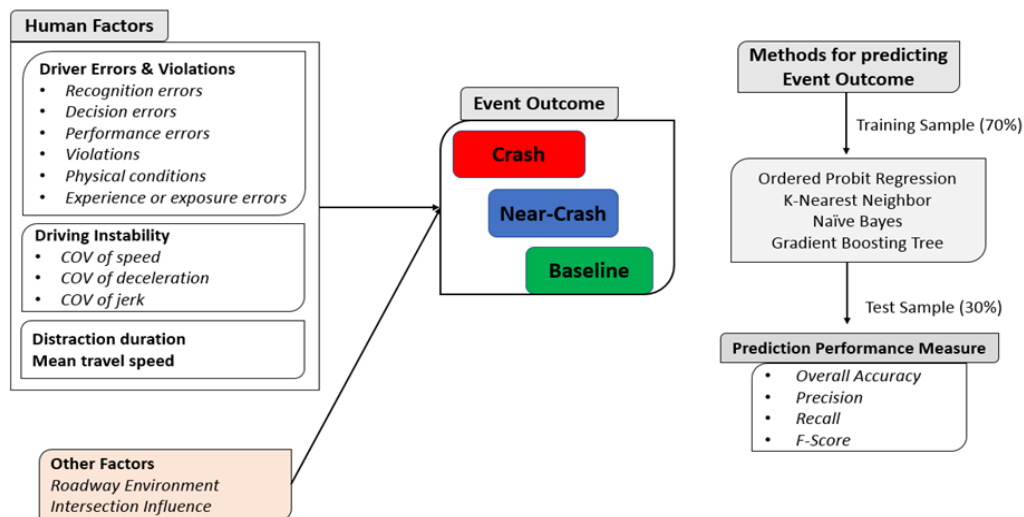 Human Factors
Driver Errors & Violations
• Recognition errors
• Decision errors
• Performance errors
• Violations
• Physical conditions
• Experience or exposure errors
Driving Instability
• COV of speed
• COV of deceleration
• COV of jerk
Distraction duration
Mean travel speed
Other Factors
Roadway Environment
Intersection Influence
Event Outcome
Crash
Near-Crash
Baseline
Methods for predicting
Event Outcome
Training Sample (70%)
Ordered Probit Regression
K-Nearest Neighbor
Naïve Bayes
Gradient Boosting Tree
Test Sample (30%)
Prediction Performance Measure
• Overall Accuracy
• Precision
• Recall
• F-Score